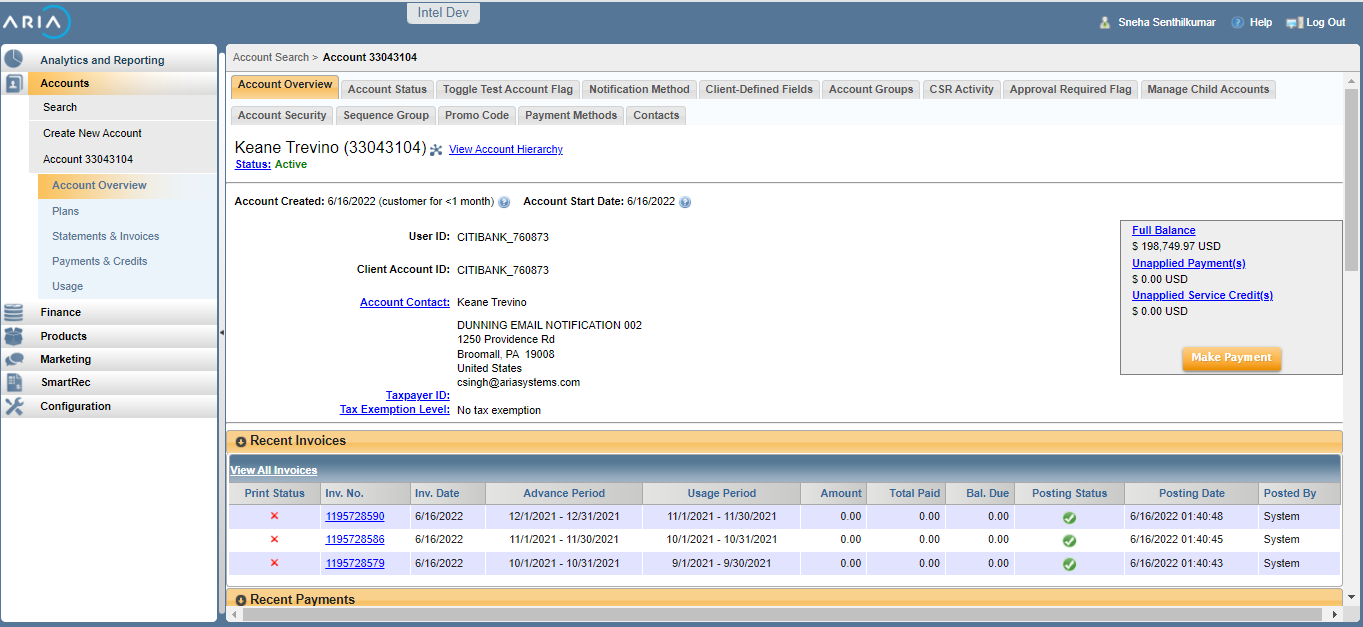 Intel Dev
ARIA
Sneha Senthilkumar Help Log Out
Analytics and Reporting
Accounts
Search
Create New Account
Account 33043104
Account Overview
Plans
Statements & Invoices
Payments & Credits
Usage
Finance
Products
Marketing
SmartRec
Configuration
Account Search > Account 33043104
Account Overview Account Status Toggle Test Account Flag Notification Method Client-Defined Fields Account Groups CSR Activity Approval Required Flag Manage Child Accounts
Account Security Sequence Group Promo Code Payment Methods Contacts
Keane Trevino (33043104) View Account Hierarchy
Status: Active
Account Created: 6/16/2022 (customer for <1 month) Account Start Date: 6/16/2022
User ID: CITIBANK_760873
Client Account ID: CITIBANK_760873
Account Contact: Keane Trevino
DUNNING EMAIL NOTIFICATION 002
1250 Providence Rd
Broomall, PA 19008
United States
csingh@ariasystems.com
Taxpayer ID:
Tax Exemption Level: No tax exemption
Full Balance
$ 198,749.97 USD
Unapplied Payment(s)
$ 0.00 USD
Unapplied Service Credit(s)
$ 0.00 USD
Make Payment
Recent Invoices
View All Invoices
Print Status Inv. No. Inv. Date Advance Period Usage Period Amount Total Paid Bal. Due Posting Status Posting Date Posted By
1195728590 6/16/2022 12/1/2021 - 12/31/2021 11/1/2021 - 11/30/2021 0.00 0.00 0.00 6/16/2022 01:40:48 System
1195728586 6/16/2022 11/1/2021 - 11/30/2021 10/1/2021 - 10/31/2021 0.00 0.00 0.00 6/16/2022 01:40:45 System
1195728579 6/16/2022 10/1/2021 - 10/31/2021 9/1/2021 - 9/30/2021 0.00 0.00 0.00 6/16/2022 01:40:43 System
Recent Payments